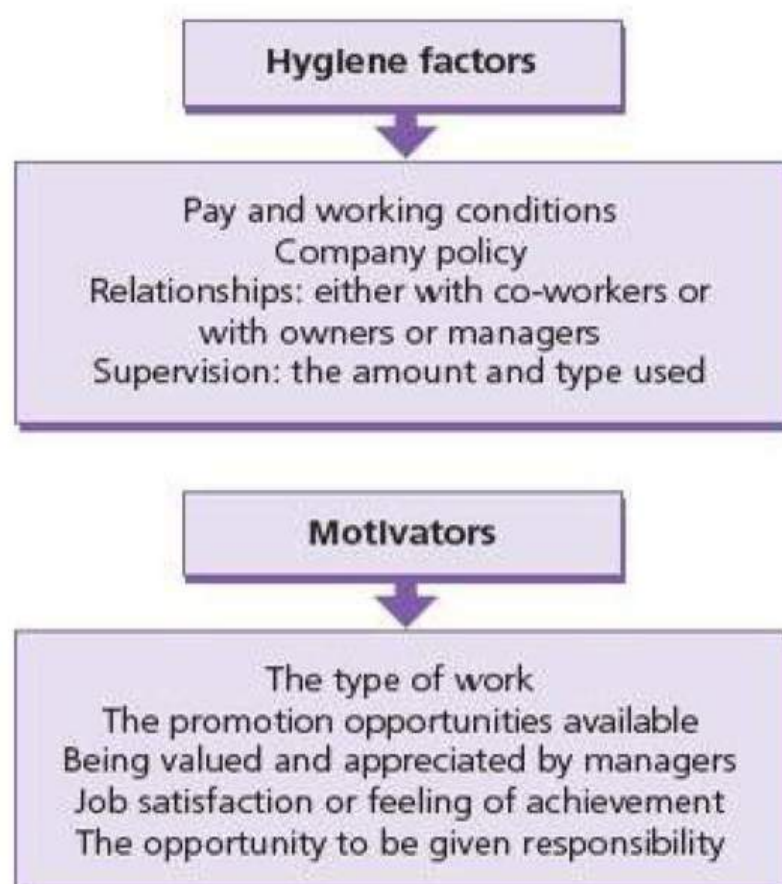 Hygiene factors
Pay and working conditions
Company policy
Relationships: either with co-workers or
with owners or managers
Supervision: the amount and type used
Motivators
The type of work
The promotion opportunities available
Being valued and appreciated by managers
Job satisfaction or feeling of achievement
The opportunity to be given responsibility